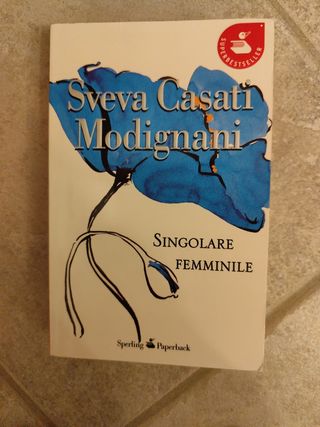 SUPERBESTSELLER
Sveva Casati
Modignani
SINGOLARE
FEMMINILE
Sperling Paperback